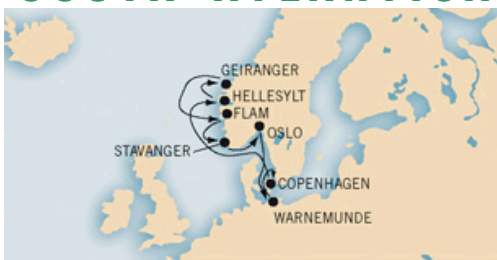 GEIRANGER
HELLESYLT
FLAM
OSLO
STAVANGER
COPENHAGEN
WARNEMUNDE